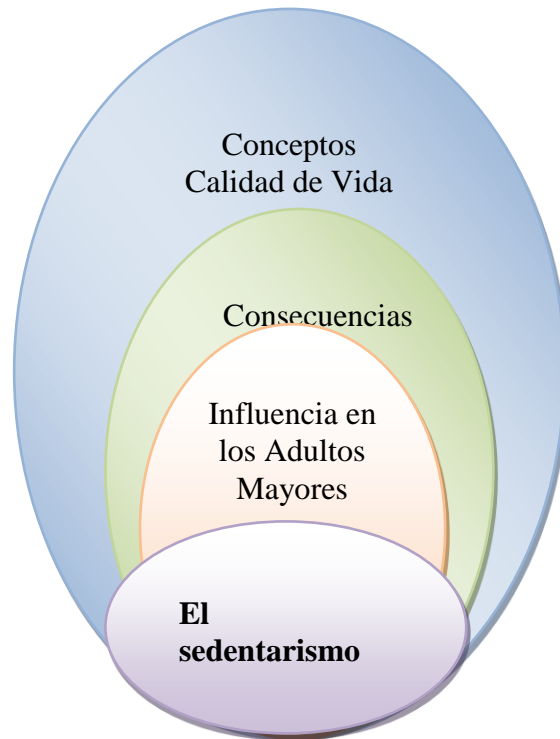 Conceptos
Calidad de Vida
Consecuencias
Influencia en
los Adultos
Mayores
El
sedentarismo